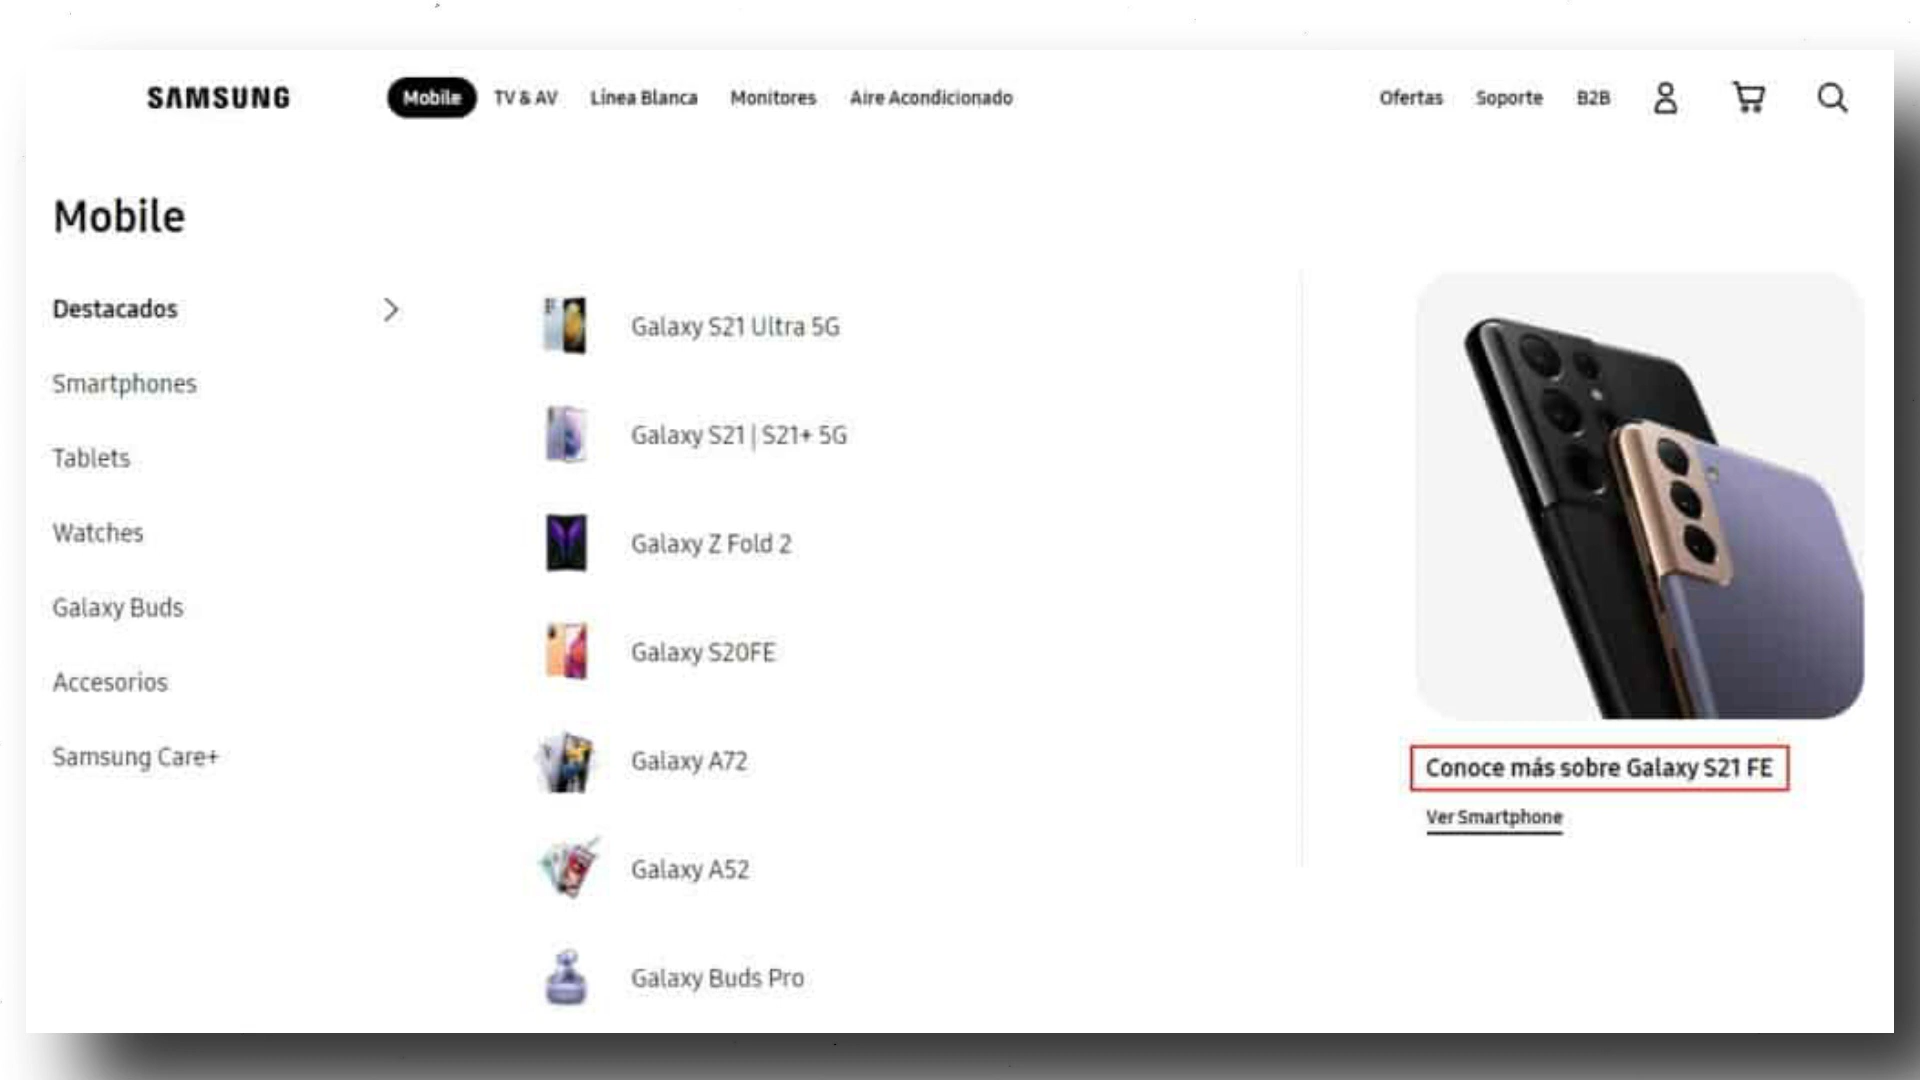 SAMSUNG
Mobile
TV & AV
Línea Blanca
Monitores
Aire Acondicionado
Ofertas
Soporte
B2B
Mobile
Destacados
Smartphones
Tablets
Watches
Galaxy Buds
Accesorios
Samsung Care+
Galaxy S21 Ultra 5G
Galaxy S21 | S21+ 5G
Galaxy Z Fold 2
Galaxy S20FE
Galaxy A72
Galaxy A52
Galaxy Buds Pro
Conoce más sobre Galaxy S21 FE
Ver Smartphone